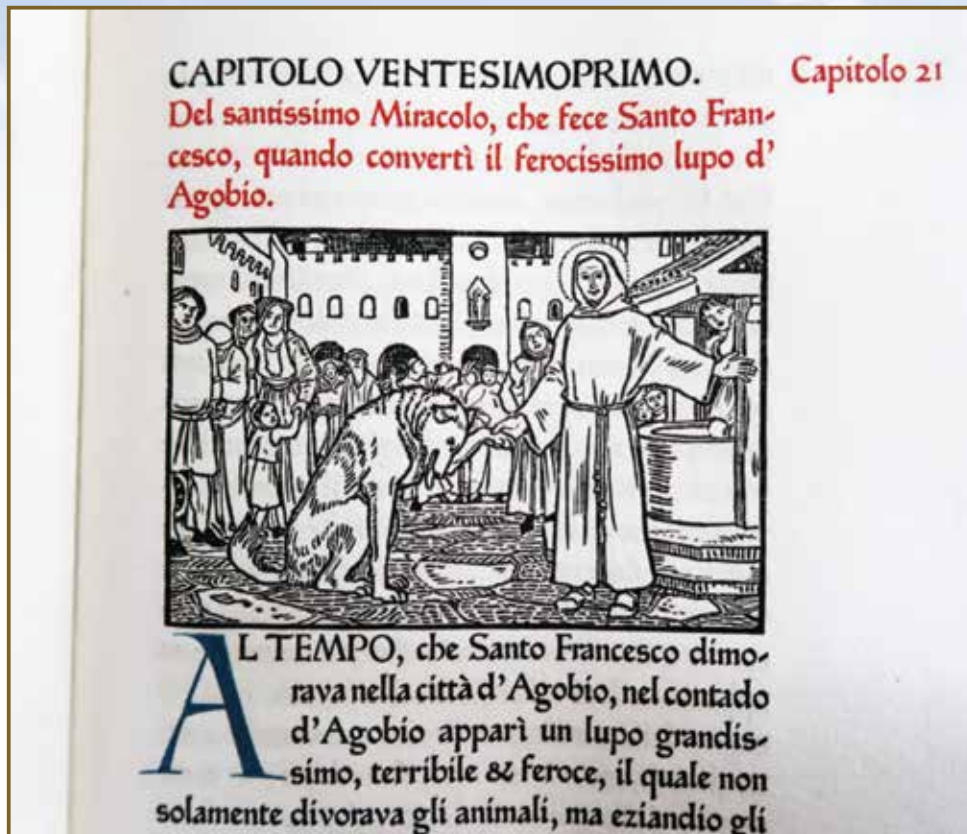 CAPITOLO VENTESIMOPRIMO.
Capitolo 21
Del santissimo Miracolo, che fece Santo Fran-
cesco, quando convertì il ferocissimo lupo d'
Agobio.
AL TEMPO, che Santo Francesco dimo-
rava nella città d'Agobio, nel contado
d'Agobio apparì un lupo grandis-
simo, terribile & feroce, il quale non
solamente divorava gli animali, ma eziandio gli